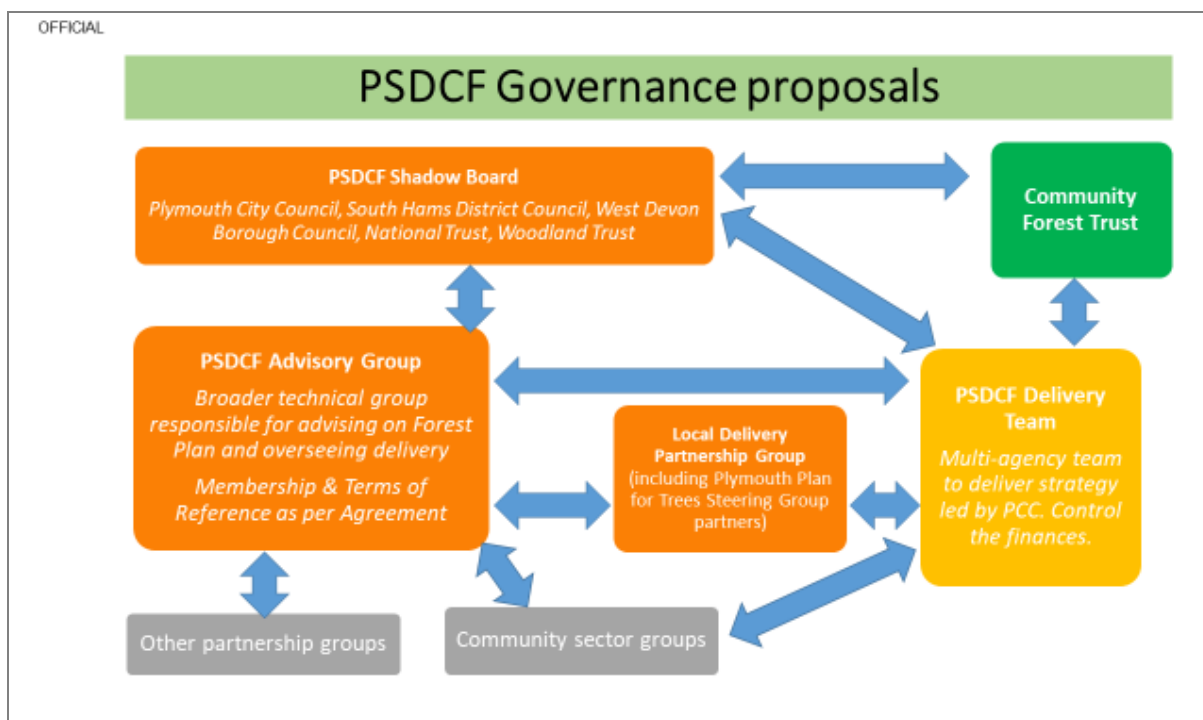 OFFICIAL
PSDCF Governance proposals
PSDCF Shadow Board
Plymouth City Council, South Hams District Council, West Devon
Borough Council, National Trust, Woodland Trust
Community
Forest Trust
PSDCF Advisory Group
Broader technical group
responsible for advising on Forest
Plan and overseeing delivery
Membership & Terms of
Reference as per Agreement
Local Delivery
Partnership Group
(including Plymouth Plan
for Trees Steering Group
partners)
PSDCF Delivery
Team
Multi-agency team
to deliver strategy
led by PCC. Control
the finances.
Other partnership groups
Community sector groups